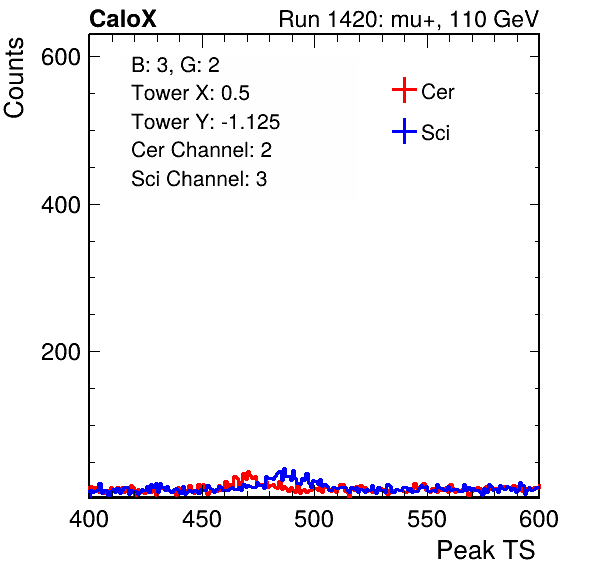 CaloX Run 1420: mu+, 110 GeV
Counts
600
400
200
B: 3, G: 2
Tower X: 0.5
Tower Y: -1.125
Cer Channel: 2
Sci Channel: 3
Cer
Sci
400 450 500 550 600
Peak TS